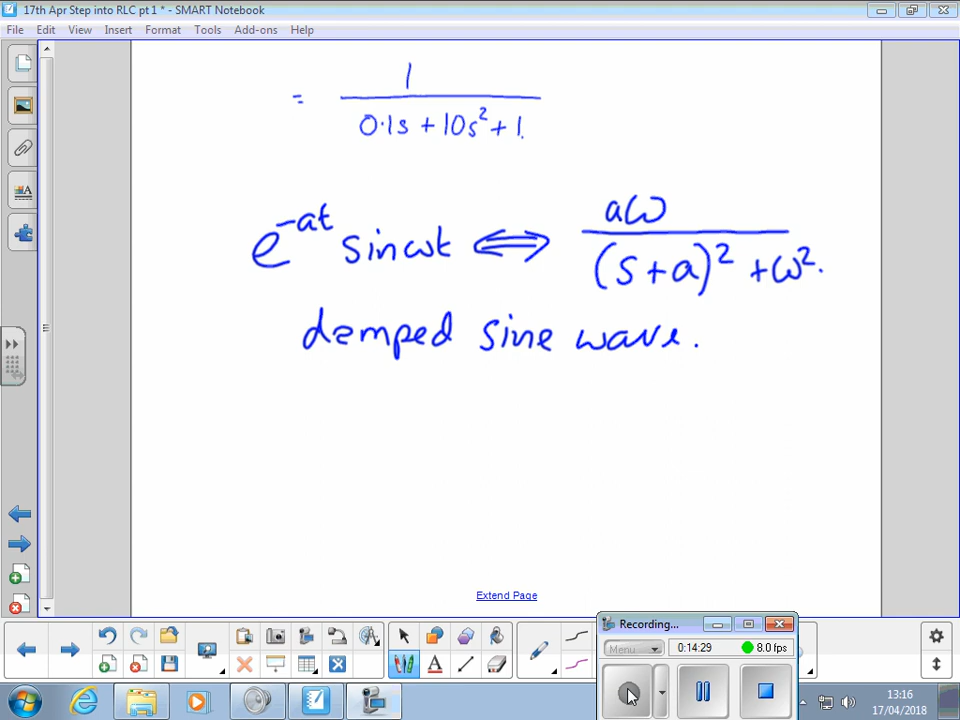 17th Apr Step into RLC pt 1 * - SMART Notebook
File Edit View Insert Format Tools Add-ons Help
= 1 / (0.1s + 10s² + 1.)
e^-at sinωt ⟺ aω / ((s+a)² + ω².)
damped sine wave.
Extend Page
Recording...
Menu 0:14:29 8.0 fps
13:16
17/04/2018